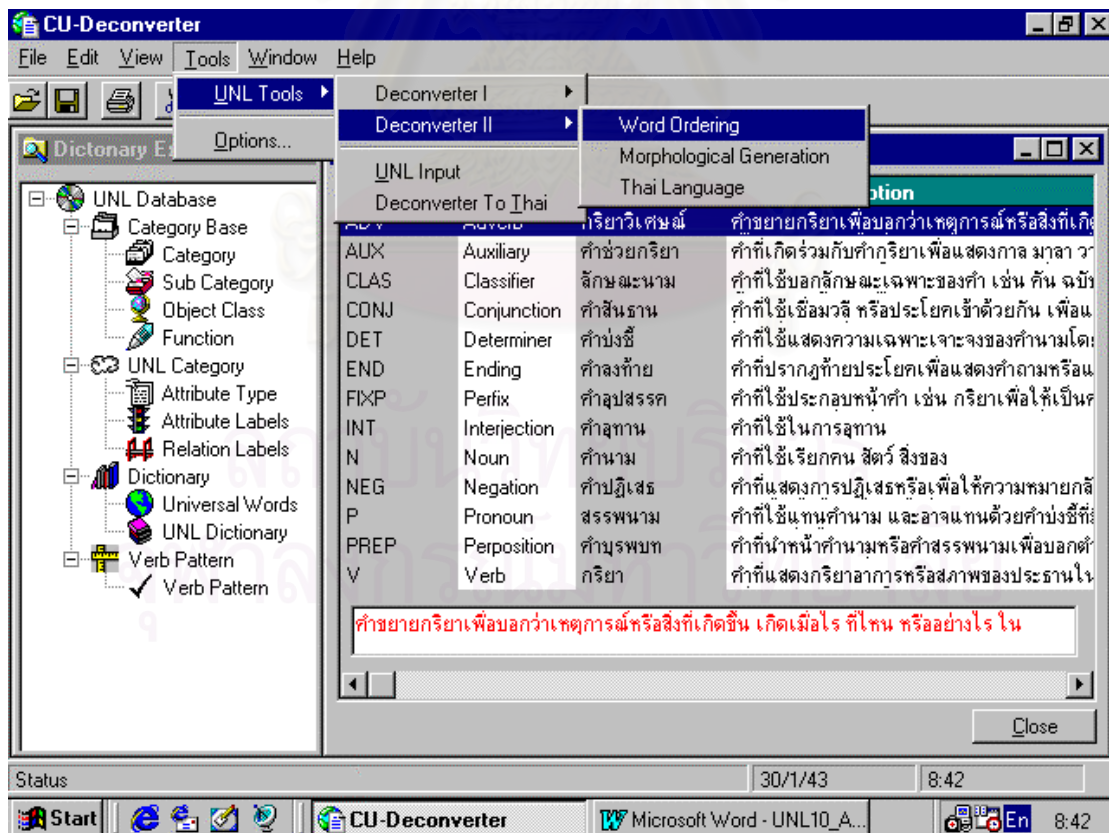 CU-Deconverter
File Edit View Tools Window Help
UNL Tools
Options...
Deconverter I
Deconverter II
UNL Input
Deconverter To Thai
Word Ordering
Morphological Generation
Thai Language
Dictonary E
UNL Database
Category Base
Category
Sub Category
Object Class
Function
UNL Category
Attribute Type
Attribute Labels
Relation Labels
Dictionary
Universal Words
UNL Dictionary
Verb Pattern
Verb Pattern
ption
ADV Adverb กริยาวิเศษณ์ คำขยายกริยาเพื่อบอกว่าเหตุการณ์หรือสิ่งที่เกิ
AUX Auxiliary คำช่วยกริยา คำที่เกิดร่วมกับคำกริยาเพื่อแสดงกาล มาลา วา
CLAS Classifier ลักษณะนาม คำที่ใช้บอกลักษณะเฉพาะของคำ เช่น คัน ฉบับ
CONJ Conjunction คำสันธาน คำที่ใช้เชื่อมวลี หรือประโยคเข้าด้วยกัน เพื่อแ
DET Determiner คำบ่งชี้ คำที่ใช้แสดงความเฉพาะเจาะจงของคำนามโด
END Ending คำลงท้าย คำที่ปรากฎท้ายประโยคเพื่อแสดงคำถามหรือแ
FIXP Perfix คำอุปสรรค คำที่ใช้ประกอบหน้าคำ เช่น กริยาเพื่อให้เป็น
INT Interjection คำอุทาน คำที่ใช้ในการอุทาน
N Noun คำนาม คำที่ใช้เรียกคน สัตว์ สิ่งของ
NEG Negation คำปฏิเสธ คำที่แสดงการปฏิเสธหรือเพื่อให้ความหมายกลั
P Pronoun สรรพนาม คำที่ใช้แทนคำนาม และอาจแทนด้วยคำบ่งชี้ที่
PREP Perposition คำบุรพบท คำที่นำหน้าคำนามหรือคำสรรพนามเพื่อบอกตำ
V Verb กริยา คำที่แสดงกริยาอาการหรือสภาพของประธานใน
คำขยายกริยาเพื่อบอกว่าเหตุการณ์หรือสิ่งที่เกิดขึ้น เกิดเมื่อไร ที่ไหน หรืออย่างไร ใน
Close
Status 30/1/43 8:42
Start CU-Deconverter Microsoft Word - UNL10_A... En 8:42